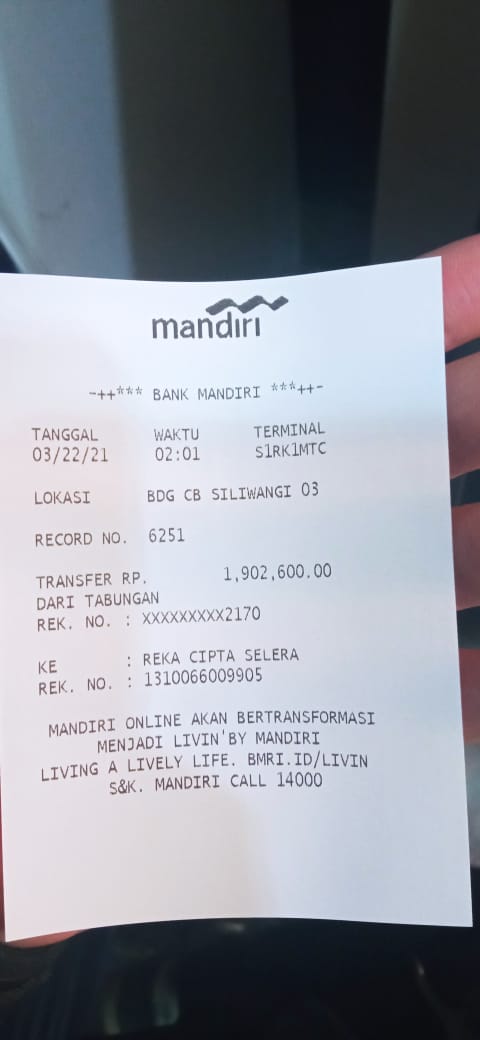 mandiri
-++*** BANK MANDIRI ***++-
TANGGAL WAKTU TERMINAL
03/22/21 02:01 S1RK1MTC
LOKASI BDG CB SILIWANGI 03
RECORD NO. 6251
TRANSFER RP. 1,902,600.00
DARI TABUNGAN
REK. NO. : XXXXXXXXX2170
KE : REKA CIPTA SELERA
REK. NO. : 1310066009905
MANDIRI ONLINE AKAN BERTRANSFORMASI
MENJADI LIVIN'BY MANDIRI
LIVING A LIVELY LIFE. BMRI.ID/LIVIN
S&K. MANDIRI CALL 14000